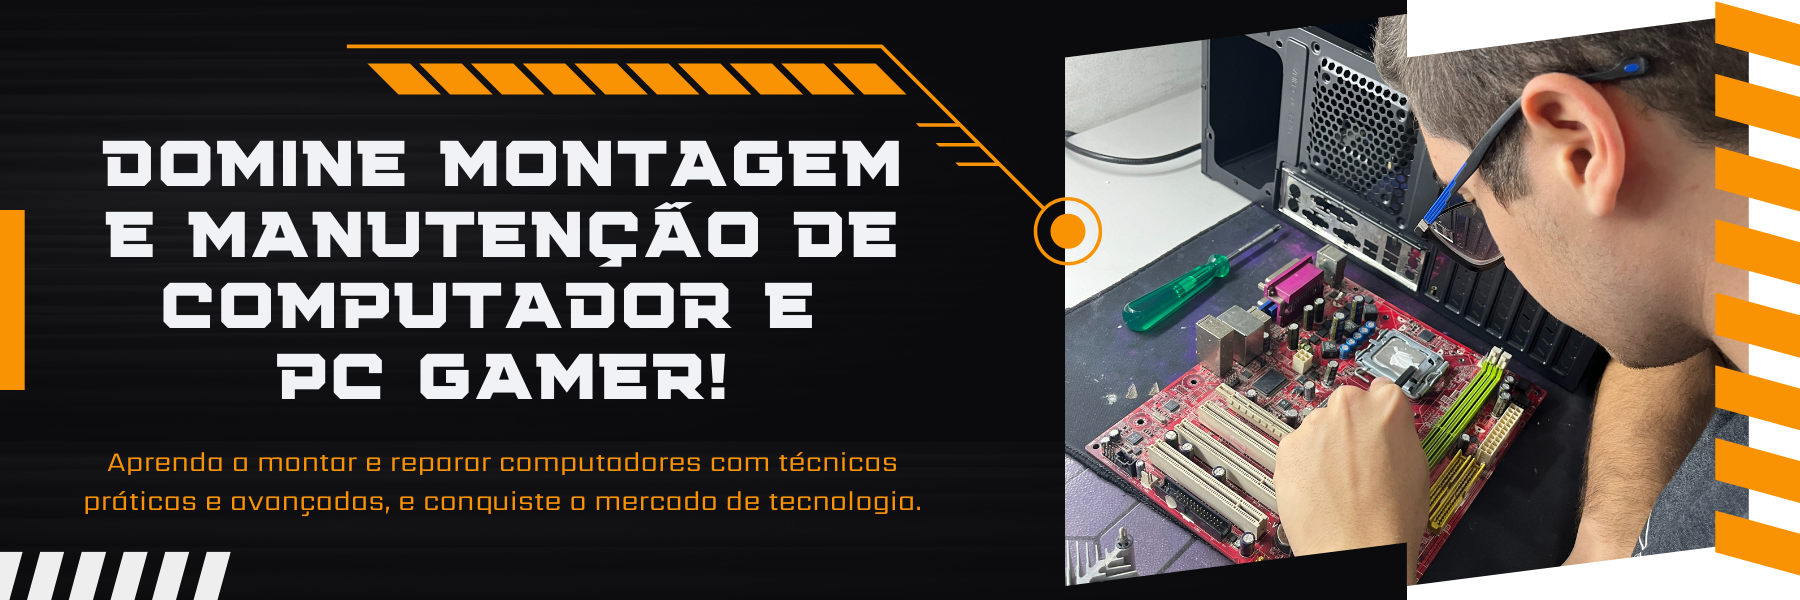 DOMINE MONTAGEM
E MANUTENÇÃO DE
COMPUTADOR E
PC GAMER!
Aprenda a montar e reparar computadores com técnicas
práticas e avançadas, e conquiste o mercado de tecnologia.